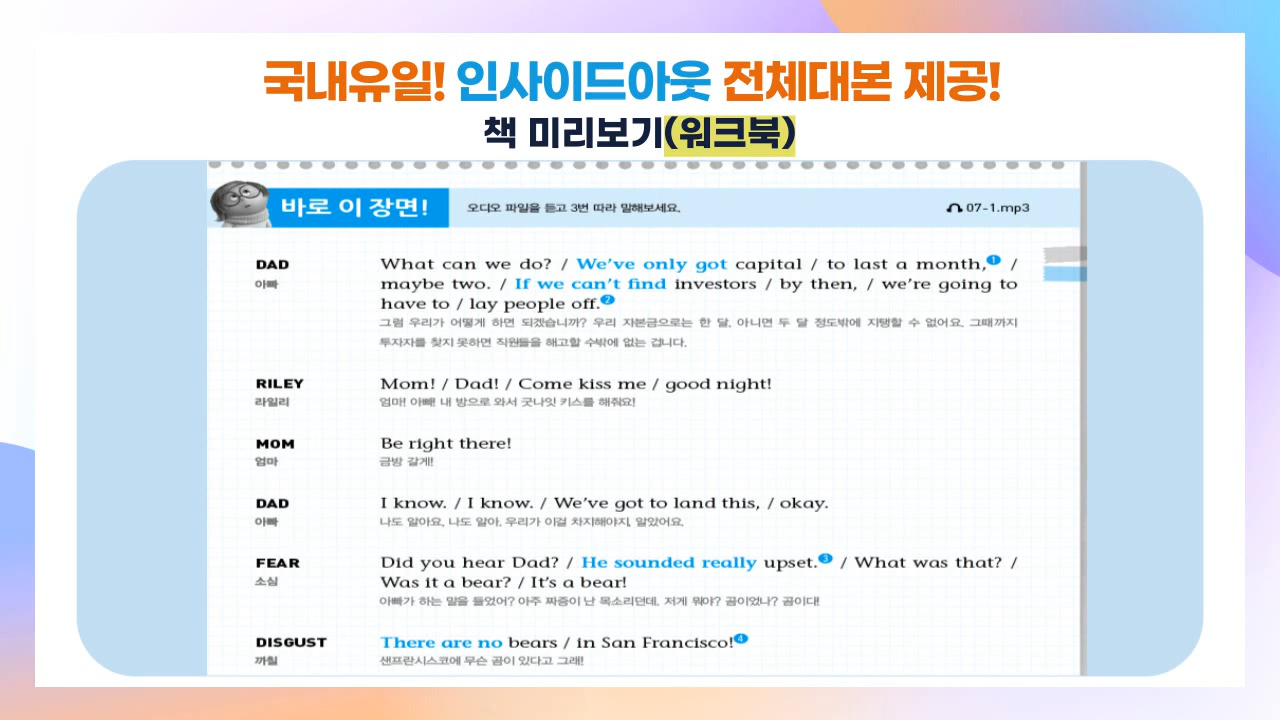 국내유일! 인사이드아웃 전체대본 제공!
책 미리보기(워크북)
바로 이 장면!
오디오 파일을 듣고 3번 따라 말해보세요.
07-1.mp3
DAD
아빠
What can we do? / We've only got capital / to last a month,❶ /
maybe two. / If we can't find investors / by then, / we're going to
have to / lay people off.❷
그럼 우리가 어떻게 하면 되겠습니까? 우리 자본금으로는 한 달, 아니면 두 달 정도밖에 지탱할 수 없어요. 그때까지
투자자를 찾지 못하면 직원들을 해고할 수밖에 없는 겁니다.
RILEY
라일리
Mom! / Dad! / Come kiss me / good night!
엄마! 아빠! 내 방으로 와서 굿나잇 키스를 해줘요!
MOM
엄마
Be right there!
금방 갈게!
DAD
아빠
I know. / I know. / We've got to land this, / okay.
나도 알아요, 나도 알아. 우리가 이걸 차지해야지, 알았어요.
FEAR
소심
Did you hear Dad? / He sounded really upset.❸ / What was that? /
Was it a bear? / It's a bear!
아빠가 하는 말을 들었어? 아주 짜증이 난 목소리던데. 저게 뭐야? 곰이었나? 곰이다!
DISGUST
까칠
There are no bears / in San Francisco!❹
샌프란시스코에 무슨 곰이 있다고 그래!